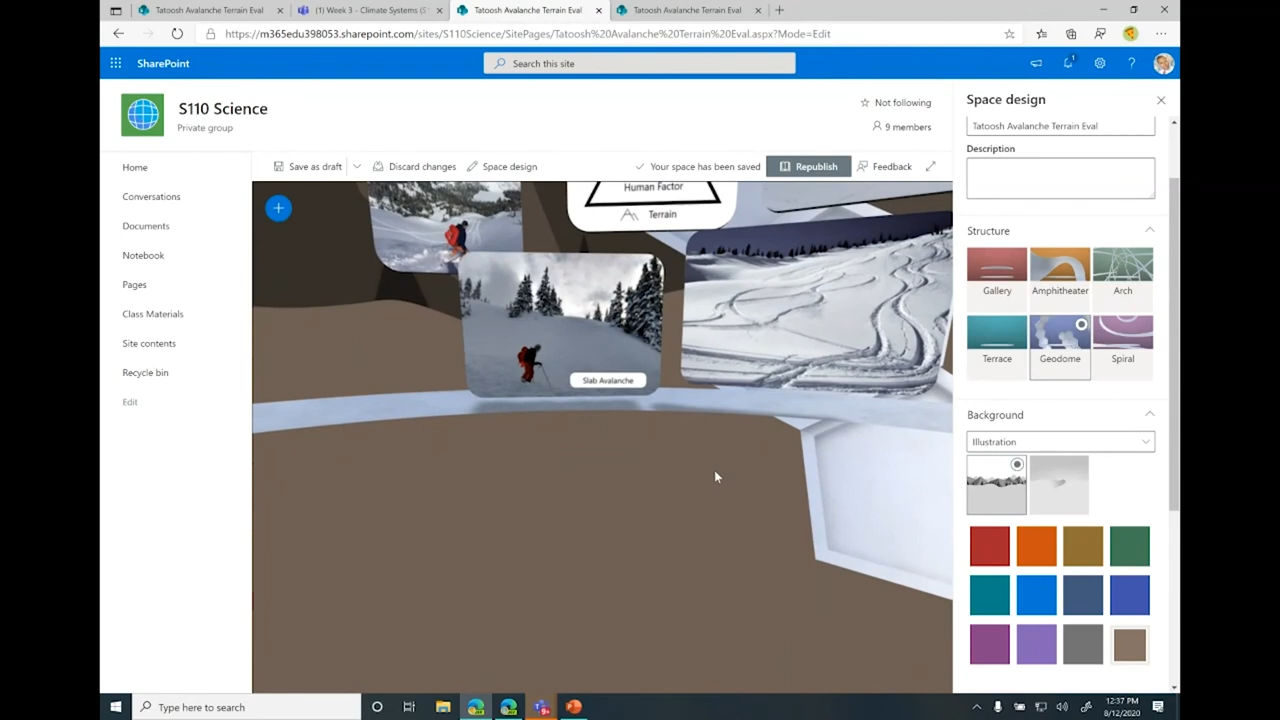 Tatoosh Avalanche Terrain Eval
(1) Week 3 - Climate Systems (S
Tatoosh Avalanche Terrain Eval
Tatoosh Avalanche Terrain Eval
https://m365edu398053.sharepoint.com/sites/S110Science/SitePages/Tatoosh%20Avalanche%20Terrain%20Eval.aspx?Mode=Edit
SharePoint
Search this site
1
S110 Science
Private group
Not following
9 members
Home
Conversations
Documents
Notebook
Pages
Class Materials
Site contents
Recycle bin
Edit
Save as draft
Discard changes
Space design
Your space has been saved
Republish
Feedback
Human Factor
Terrain
Slab Avalanche
Space design
Tatoosh Avalanche Terrain Eval
Description
Structure
Gallery
Amphitheater
Arch
Terrace
Geodome
Spiral
Background
Illustration
Type here to search
12:37 PM
8/12/2020